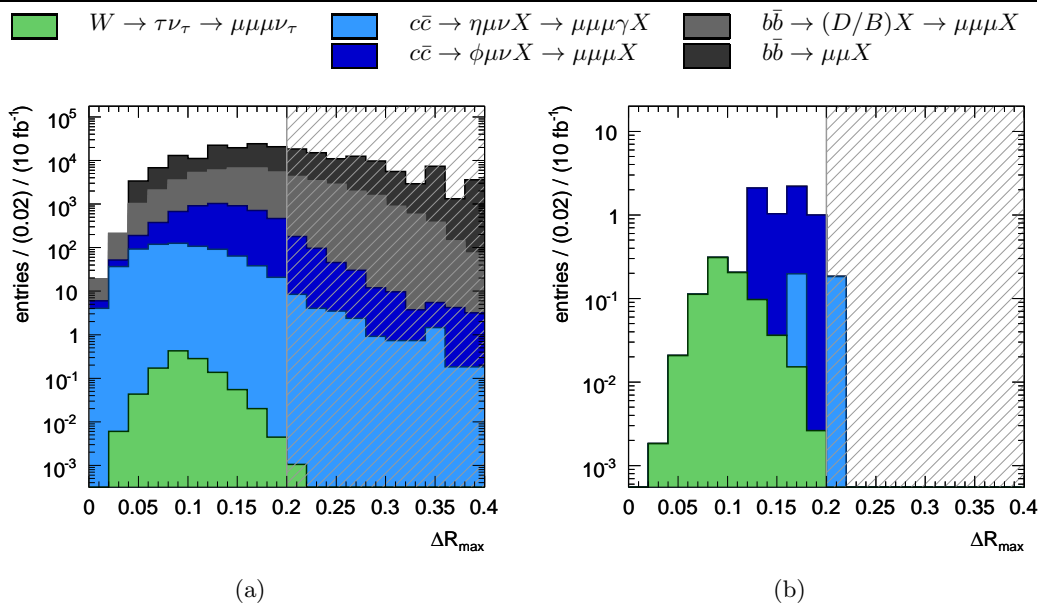 W → τν_τ → μμμν_τ
cc̄ → ημνX → μμμγX
bb̄ → (D/B)X → μμμX
cc̄ → φμνX → μμμX
bb̄ → μμX
entries / (0.02) / (10 fb⁻¹)
10⁵
10⁴
10³
10²
10
1
10⁻¹
10⁻²
10⁻³
0 0.05 0.1 0.15 0.2 0.25 0.3 0.35 0.4
ΔR_max
(a)
entries / (0.02) / (10 fb⁻¹)
10
1
10⁻¹
10⁻²
10⁻³
0 0.05 0.1 0.15 0.2 0.25 0.3 0.35 0.4
ΔR_max
(b)